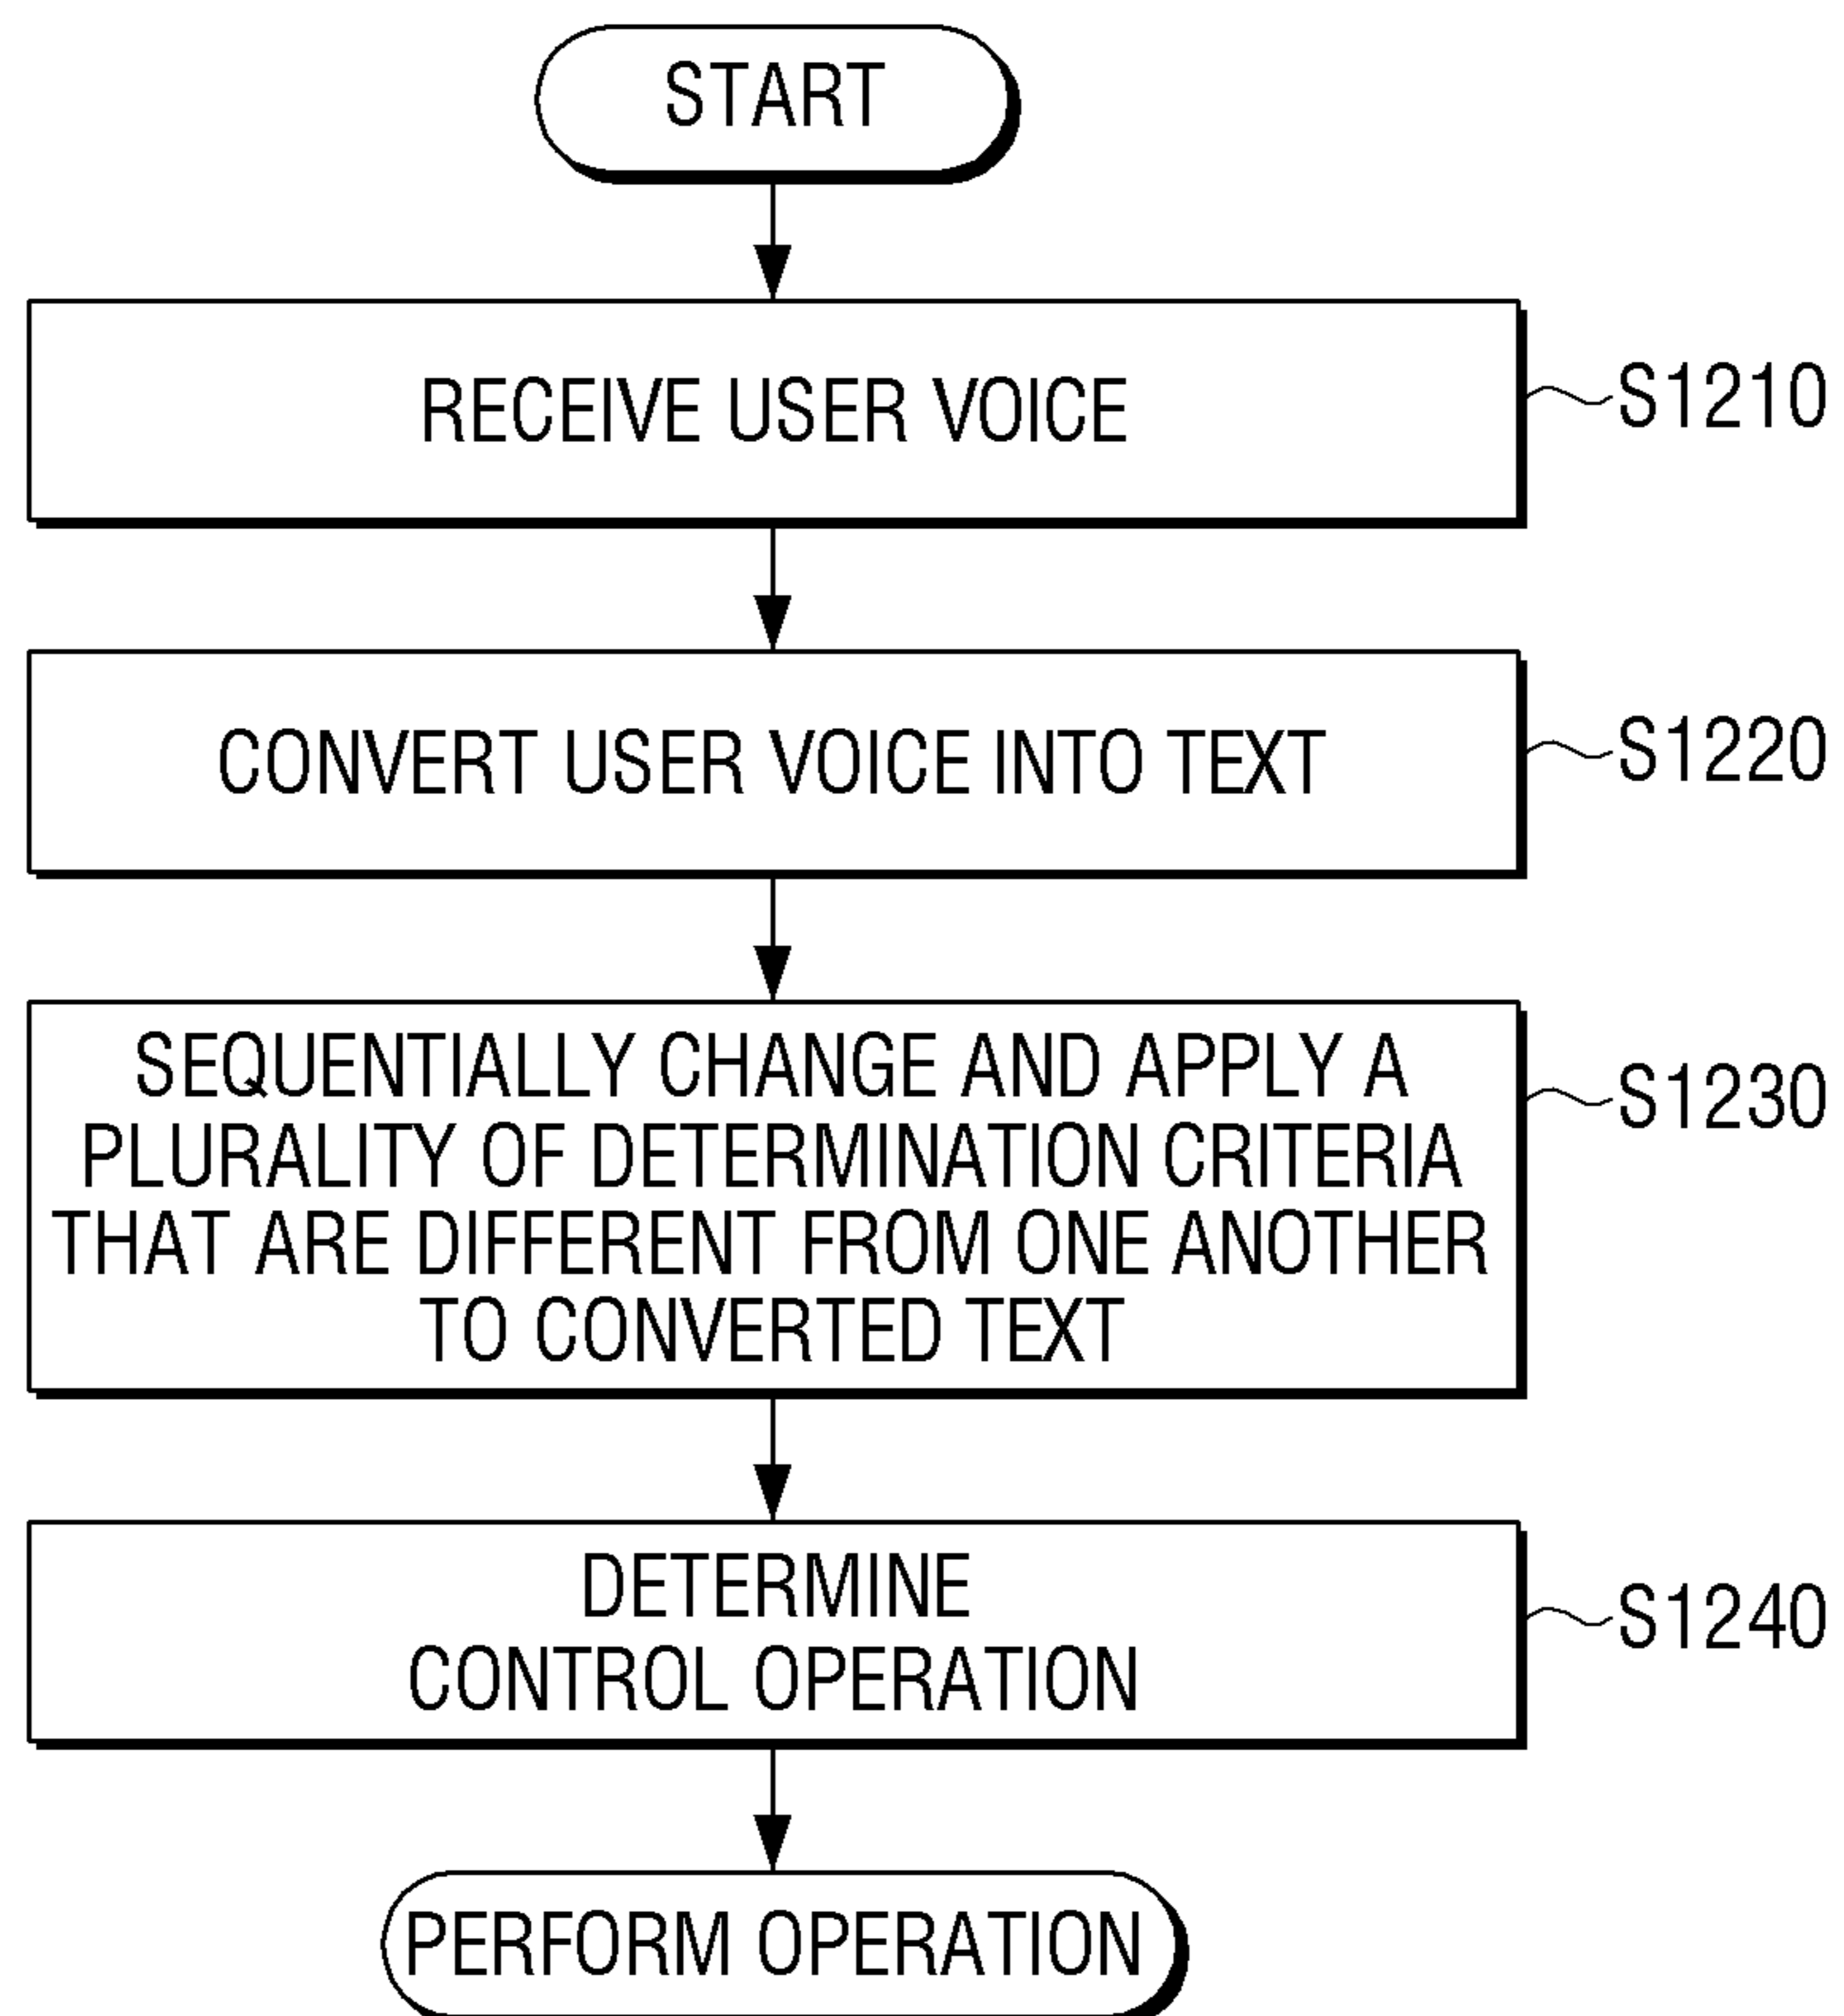 START
RECEIVE USER VOICE
S1210
CONVERT USER VOICE INTO TEXT
S1220
SEQUENTIALLY CHANGE AND APPLY A
PLURALITY OF DETERMINATION CRITERIA
THAT ARE DIFFERENT FROM ONE ANOTHER
TO CONVERTED TEXT
S1230
DETERMINE
CONTROL OPERATION
S1240
PERFORM OPERATION